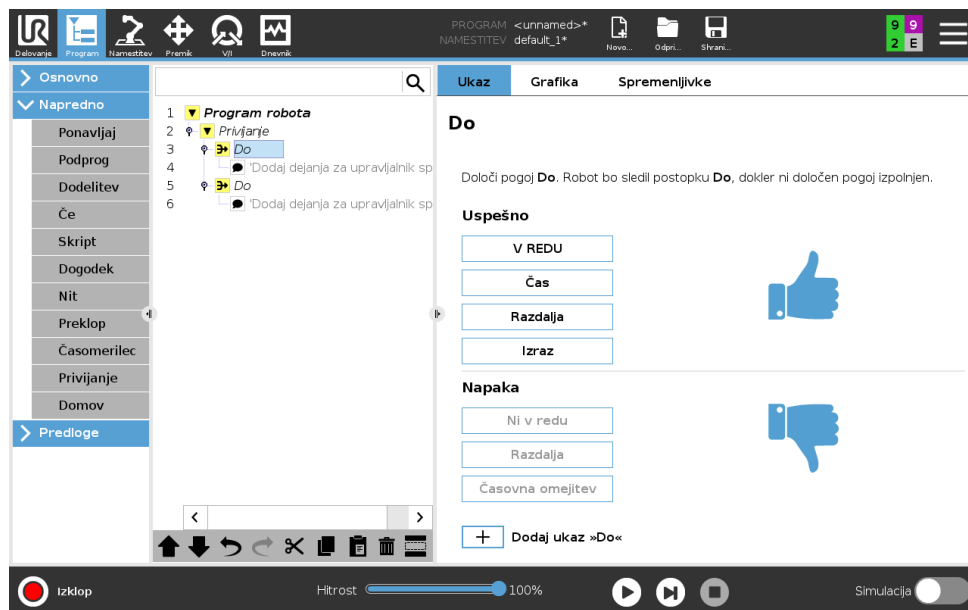 PROGRAM <unnamed>*
NAMESTITEV default_1*
Delovanje Program Namestitev Premik V/I Dnevnik
Novo... Odpri... Shrani...
9 9
2 E
Osnovno
Napredno
Ponavljaj
Podprog
Dodelitev
Če
Skript
Dogodek
Nit
Preklop
Časomerilec
Privijanje
Domov
Predloge
1 Program robota
2 Privijanje
3 Do
4 'Dodaj dejanja za upravljalnik sp
5 Do
6 'Dodaj dejanja za upravljalnik sp
Ukaz Grafika Spremenljivke
Do
Določi pogoj Do. Robot bo sledil postopku Do, dokler ni določen pogoj izpolnjen.
Uspešno
V REDU
Čas
Razdalja
Izraz
Napaka
Ni v redu
Razdalja
Časovna omejitev
Dodaj ukaz »Do«
Izklop
Hitrost 100%
Simulacija